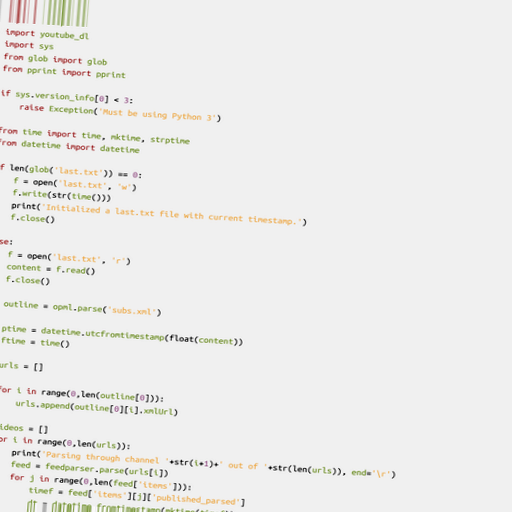 import youtube_dl
import sys
from glob import glob
from pprint import pprint
if sys.version_info[0] < 3:
raise Exception('Must be using Python 3')
from time import time, mktime, strptime
from datetime import datetime
f len(glob('last.txt')) == 0:
f = open('last.txt', 'w')
f.write(str(time()))
print('Initialized a last.txt file with current timestamp.')
f.close()
se:
f = open('last.txt', 'r')
content = f.read()
f.close()
outline = opml.parse('subs.xml')
ptime = datetime.utcfromtimestamp(float(content))
ftime = time()
urls = []
for i in range(0,len(outline[0])):
urls.append(outline[0][i].xmlUrl)
ideos = []
or i in range(0,len(urls)):
print('Parsing through channel '+str(i+1)+' out of '+str(len(urls)), end='\r')
feed = feedparser.parse(urls[i])
for j in range(0,len(feed['items'])):
timef = feed['items'][j]['published_parsed']
dt = datetime.fromtimestamp(mktime(